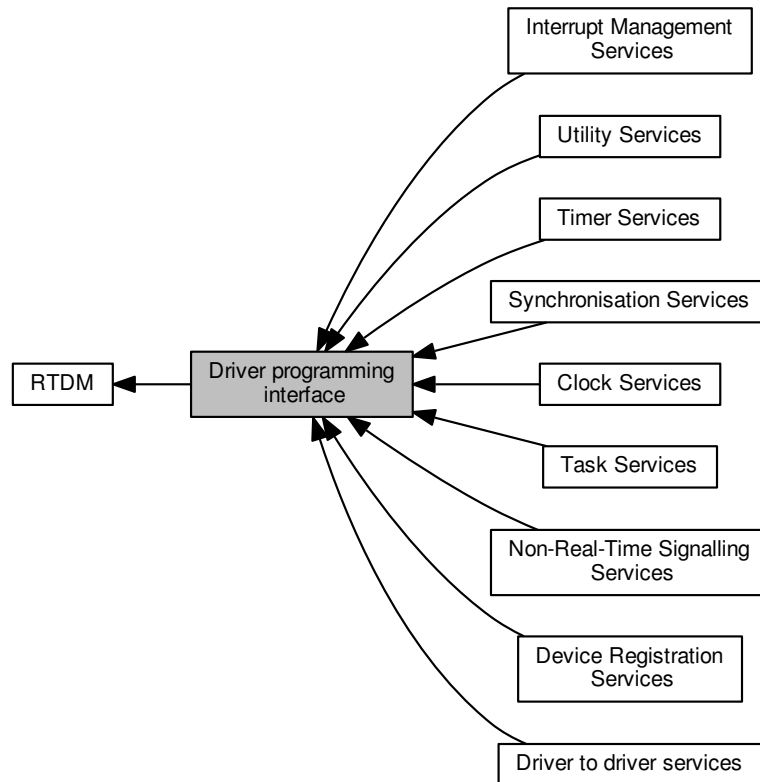 Interrupt Management
Services
Utility Services
Timer Services
Synchronisation Services
RTDM
Driver programming
interface
Clock Services
Task Services
Non-Real-Time Signalling
Services
Device Registration
Services
Driver to driver services